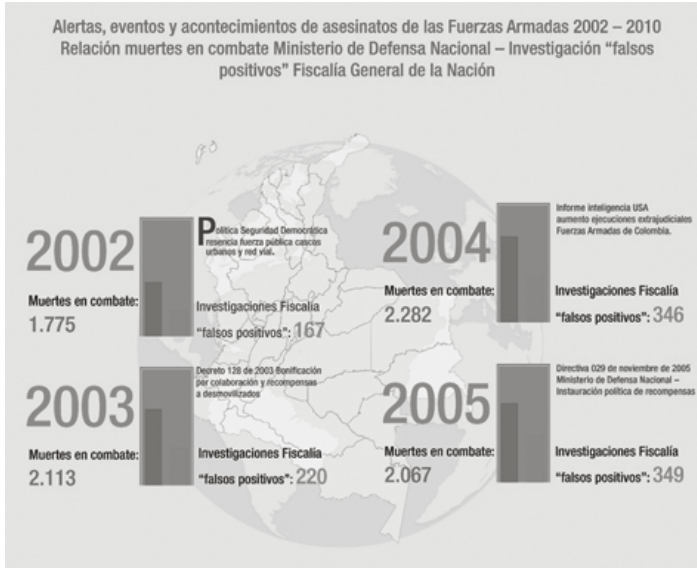 Alertas, eventos y acontecimientos de asesinatos de las Fuerzas Armadas 2002 – 2010
Relación muertes en combate Ministerio de Defensa Nacional – Investigación “falsos
positivos” Fiscalía General de la Nación
2002
Política Seguridad Democrática
resencia fuerza pública cascos
urbanos y red vial.
Muertes en combate:
1.775
Investigaciones Fiscalía
“falsos positivos”: 167
2004
Informe inteligencia USA
aumento ejecuciones extrajudiciales
Fuerzas Armadas de Colombia.
Muertes en combate:
2.282
Investigaciones Fiscalía
“falsos positivos”: 346
2003
Decreto 128 de 2003 Bonificación
por colaboración y recompensas
a desmovilizados
Muertes en combate:
2.113
Investigaciones Fiscalía
“falsos positivos”: 220
2005
Directiva 029 de noviembre de 2005
Ministerio de Defensa Nacional –
Instauración política de recompensas
Muertes en combate:
2.067
Investigaciones Fiscalía
“falsos positivos”: 349